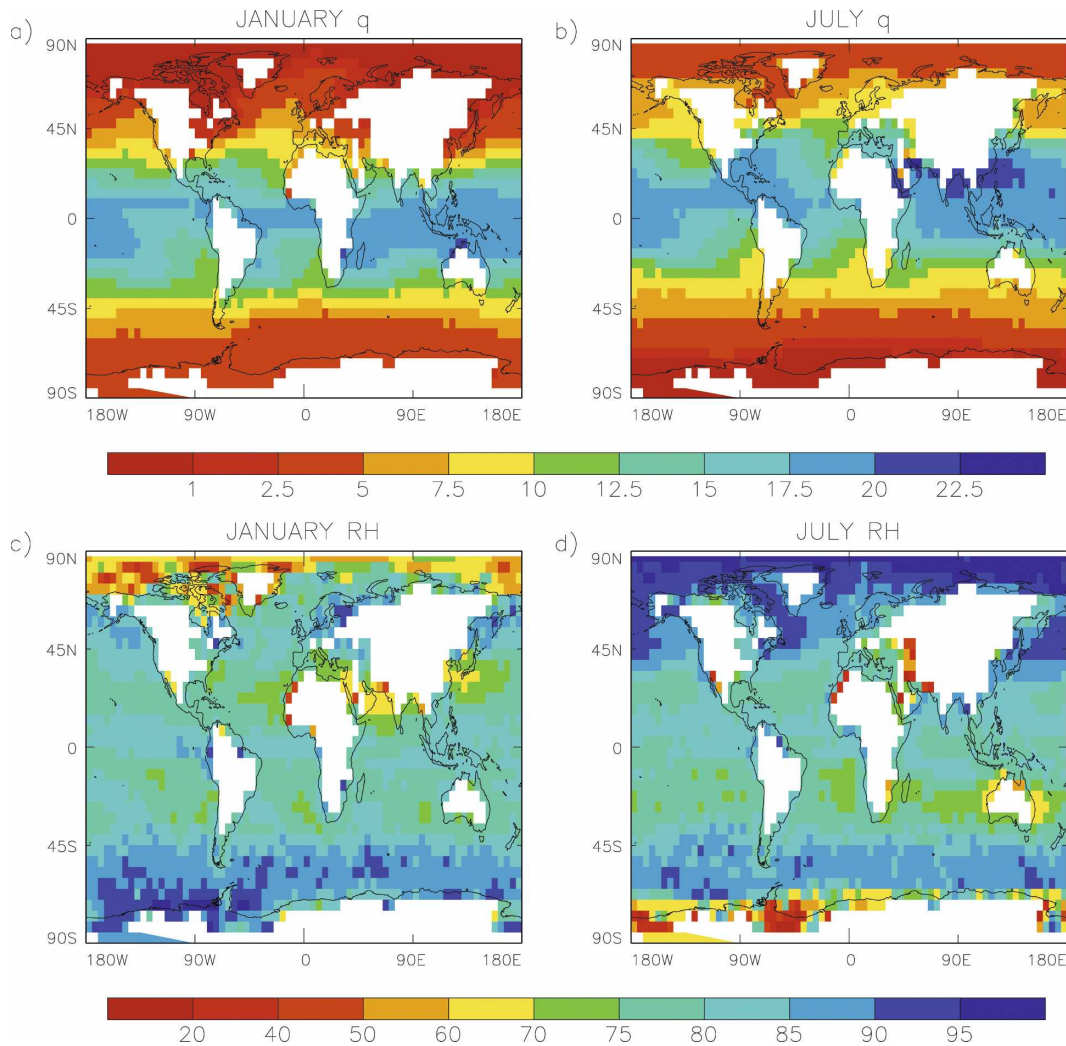 JANUARY q
JULY q
a)
b)
90N
90N
45N
45N
0
0
45S
45S
90S
90S
180W 90W 0 90E 180E
180W 90W 0 90E 180E
1 2.5 5 7.5 10 12.5 15 17.5 20 22.5
JANUARY RH
JULY RH
c)
d)
90N
90N
45N
45N
0
0
45S
45S
90S
90S
180W 90W 0 90E 180E
180W 90W 0 90E 180E
20 40 50 60 70 75 80 85 90 95